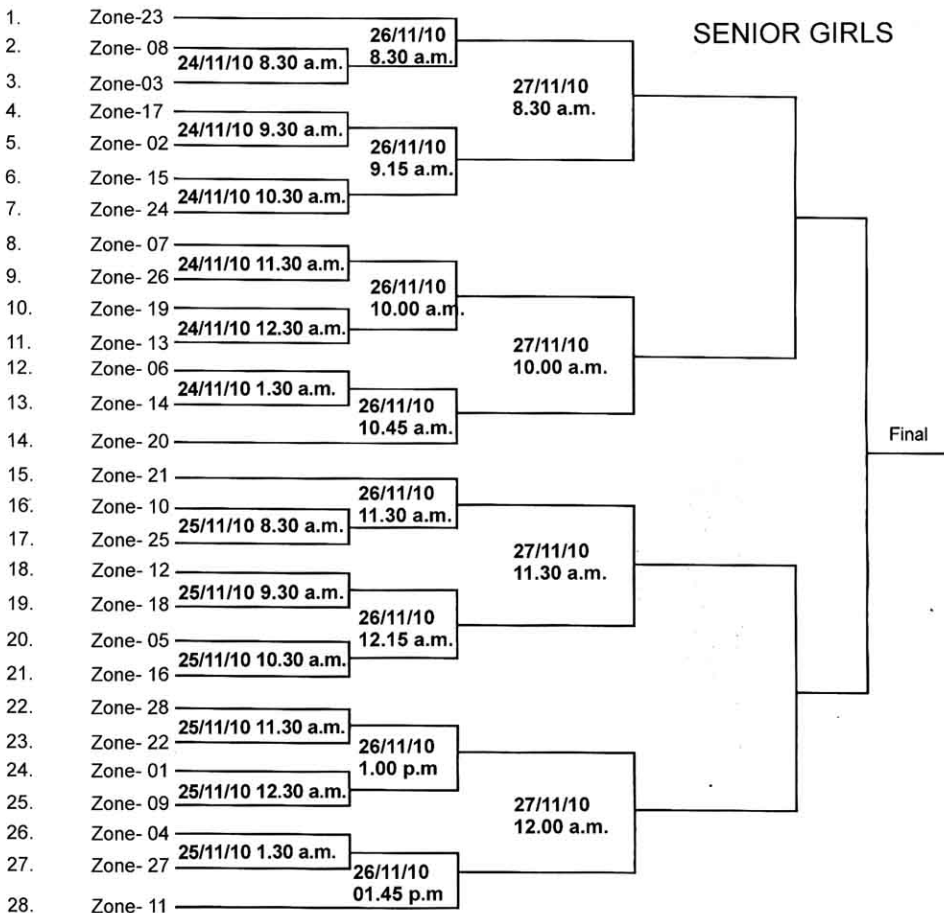 SENIOR GIRLS
1. Zone-23
26/11/10
8.30 a.m.
2. Zone- 08
24/11/10 8.30 a.m.
3. Zone-03
27/11/10
8.30 a.m.
4. Zone-17
24/11/10 9.30 a.m.
5. Zone- 02
26/11/10
9.15 a.m.
6. Zone- 15
24/11/10 10.30 a.m.
7. Zone- 24
8. Zone- 07
24/11/10 11.30 a.m.
9. Zone- 26
26/11/10
10.00 a.m.
10. Zone- 19
24/11/10 12.30 a.m.
11. Zone- 13
27/11/10
10.00 a.m.
12. Zone- 06
24/11/10 1.30 a.m.
13. Zone- 14
26/11/10
10.45 a.m.
14. Zone- 20
Final
15. Zone- 21
26/11/10
11.30 a.m.
16. Zone- 10
25/11/10 8.30 a.m.
17. Zone- 25
27/11/10
11.30 a.m.
18. Zone- 12
25/11/10 9.30 a.m.
19. Zone- 18
26/11/10
12.15 a.m.
20. Zone- 05
25/11/10 10.30 a.m.
21. Zone- 16
22. Zone- 28
25/11/10 11.30 a.m.
23. Zone- 22
26/11/10
1.00 p.m
24. Zone- 01
25/11/10 12.30 a.m.
25. Zone- 09
27/11/10
12.00 a.m.
26. Zone- 04
25/11/10 1.30 a.m.
27. Zone- 27
26/11/10
01.45 p.m
28. Zone- 11